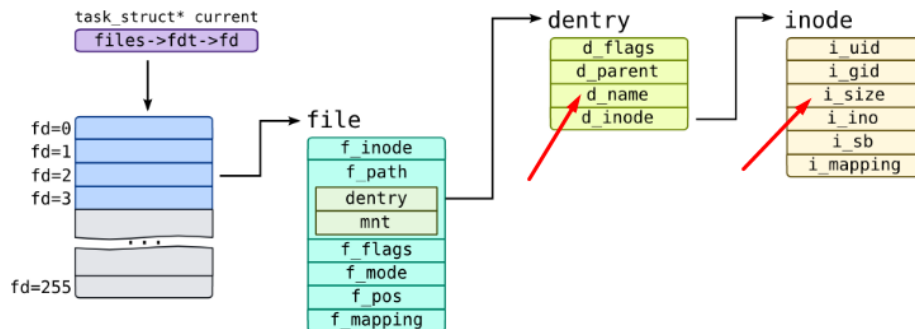 task_struct* current
files->fdt->fd
fd=0
fd=1
fd=2
fd=3
...
fd=255
file
f_inode
f_path
dentry
mnt
f_flags
f_mode
f_pos
f_mapping
dentry
d_flags
d_parent
d_name
d_inode
inode
i_uid
i_gid
i_size
i_ino
i_sb
i_mapping